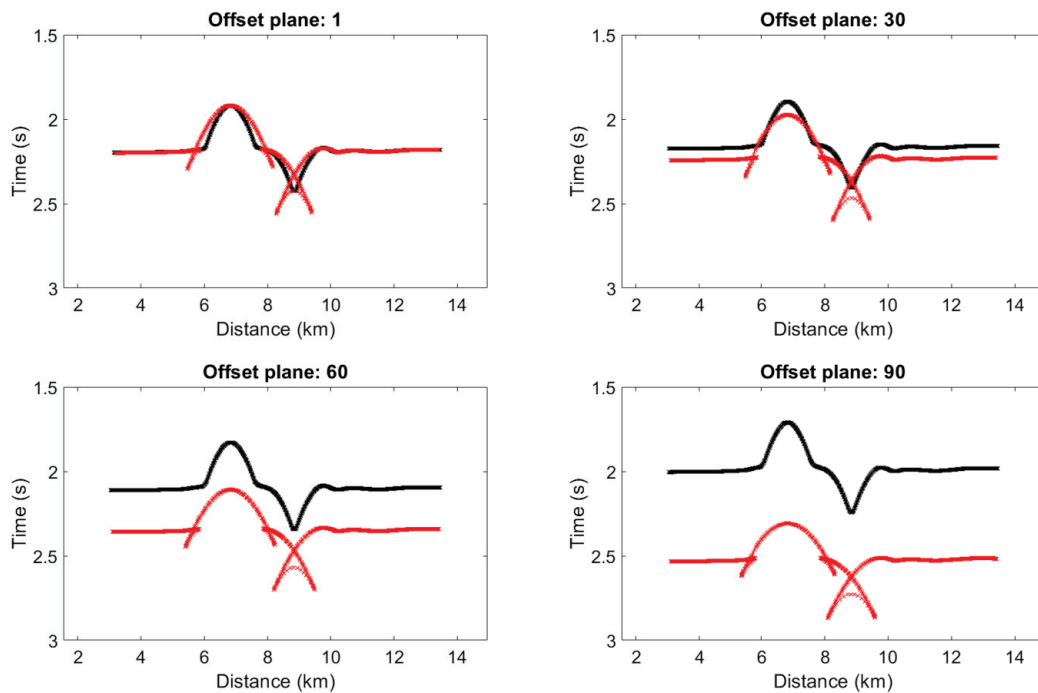 Offset plane: 1
1.5
2
2.5
3
Time (s)
2 4 6 8 10 12 14
Distance (km)
Offset plane: 30
1.5
2
2.5
3
Time (s)
2 4 6 8 10 12 14
Distance (km)
Offset plane: 60
1.5
2
2.5
3
Time (s)
2 4 6 8 10 12 14
Distance (km)
Offset plane: 90
1.5
2
2.5
3
Time (s)
2 4 6 8 10 12 14
Distance (km)